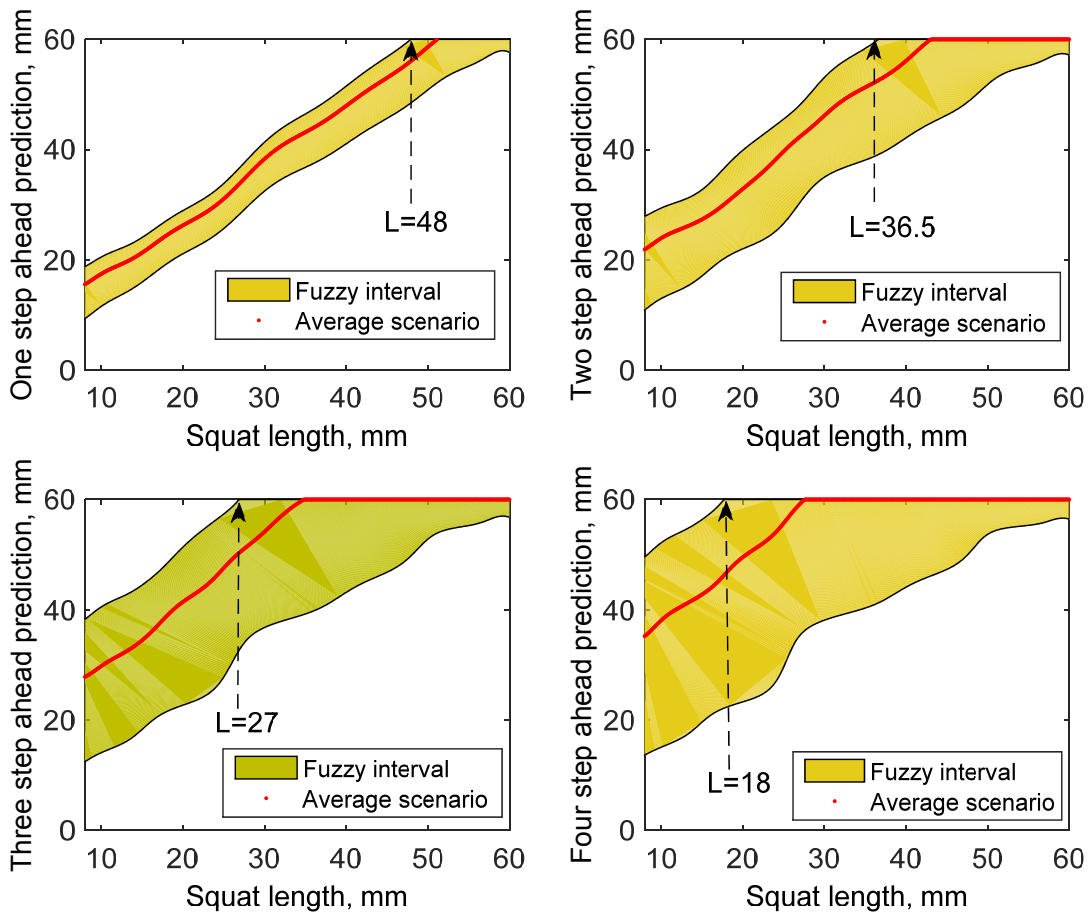 One step ahead prediction, mm
60
40
20
0
L=48
Fuzzy interval
Average scenario
10 20 30 40 50 60
Squat length, mm
Two step ahead prediction, mm
60
40
20
0
L=36.5
Fuzzy interval
Average scenario
10 20 30 40 50 60
Squat length, mm
Three step ahead prediction, mm
60
40
20
0
L=27
Fuzzy interval
Average scenario
10 20 30 40 50 60
Squat length, mm
Four step ahead prediction, mm
60
40
20
0
L=18
Fuzzy interval
Average scenario
10 20 30 40 50 60
Squat length, mm